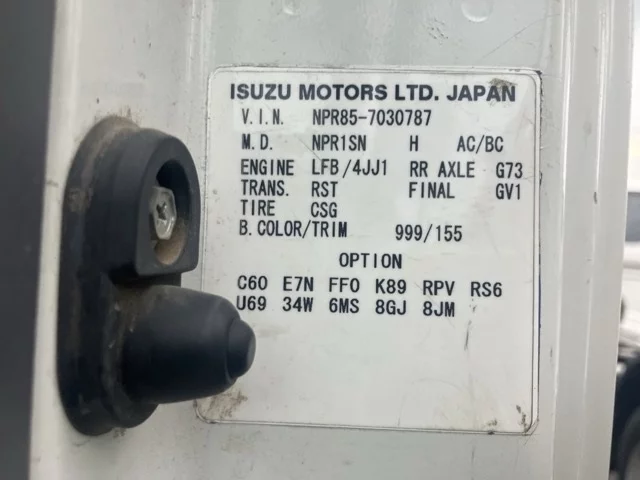 ISUZU MOTORS LTD. JAPAN
V.I.N. NPR85-7030787
M.D. NPR1SN H AC/BC
ENGINE LFB/4JJ1 RR AXLE G73
TRANS. RST FINAL GV1
TIRE CSG
B.COLOR/TRIM 999/155
OPTION
C60 E7N FF0 K89 RPV RS6
U69 34W 6MS 8GJ 8JM